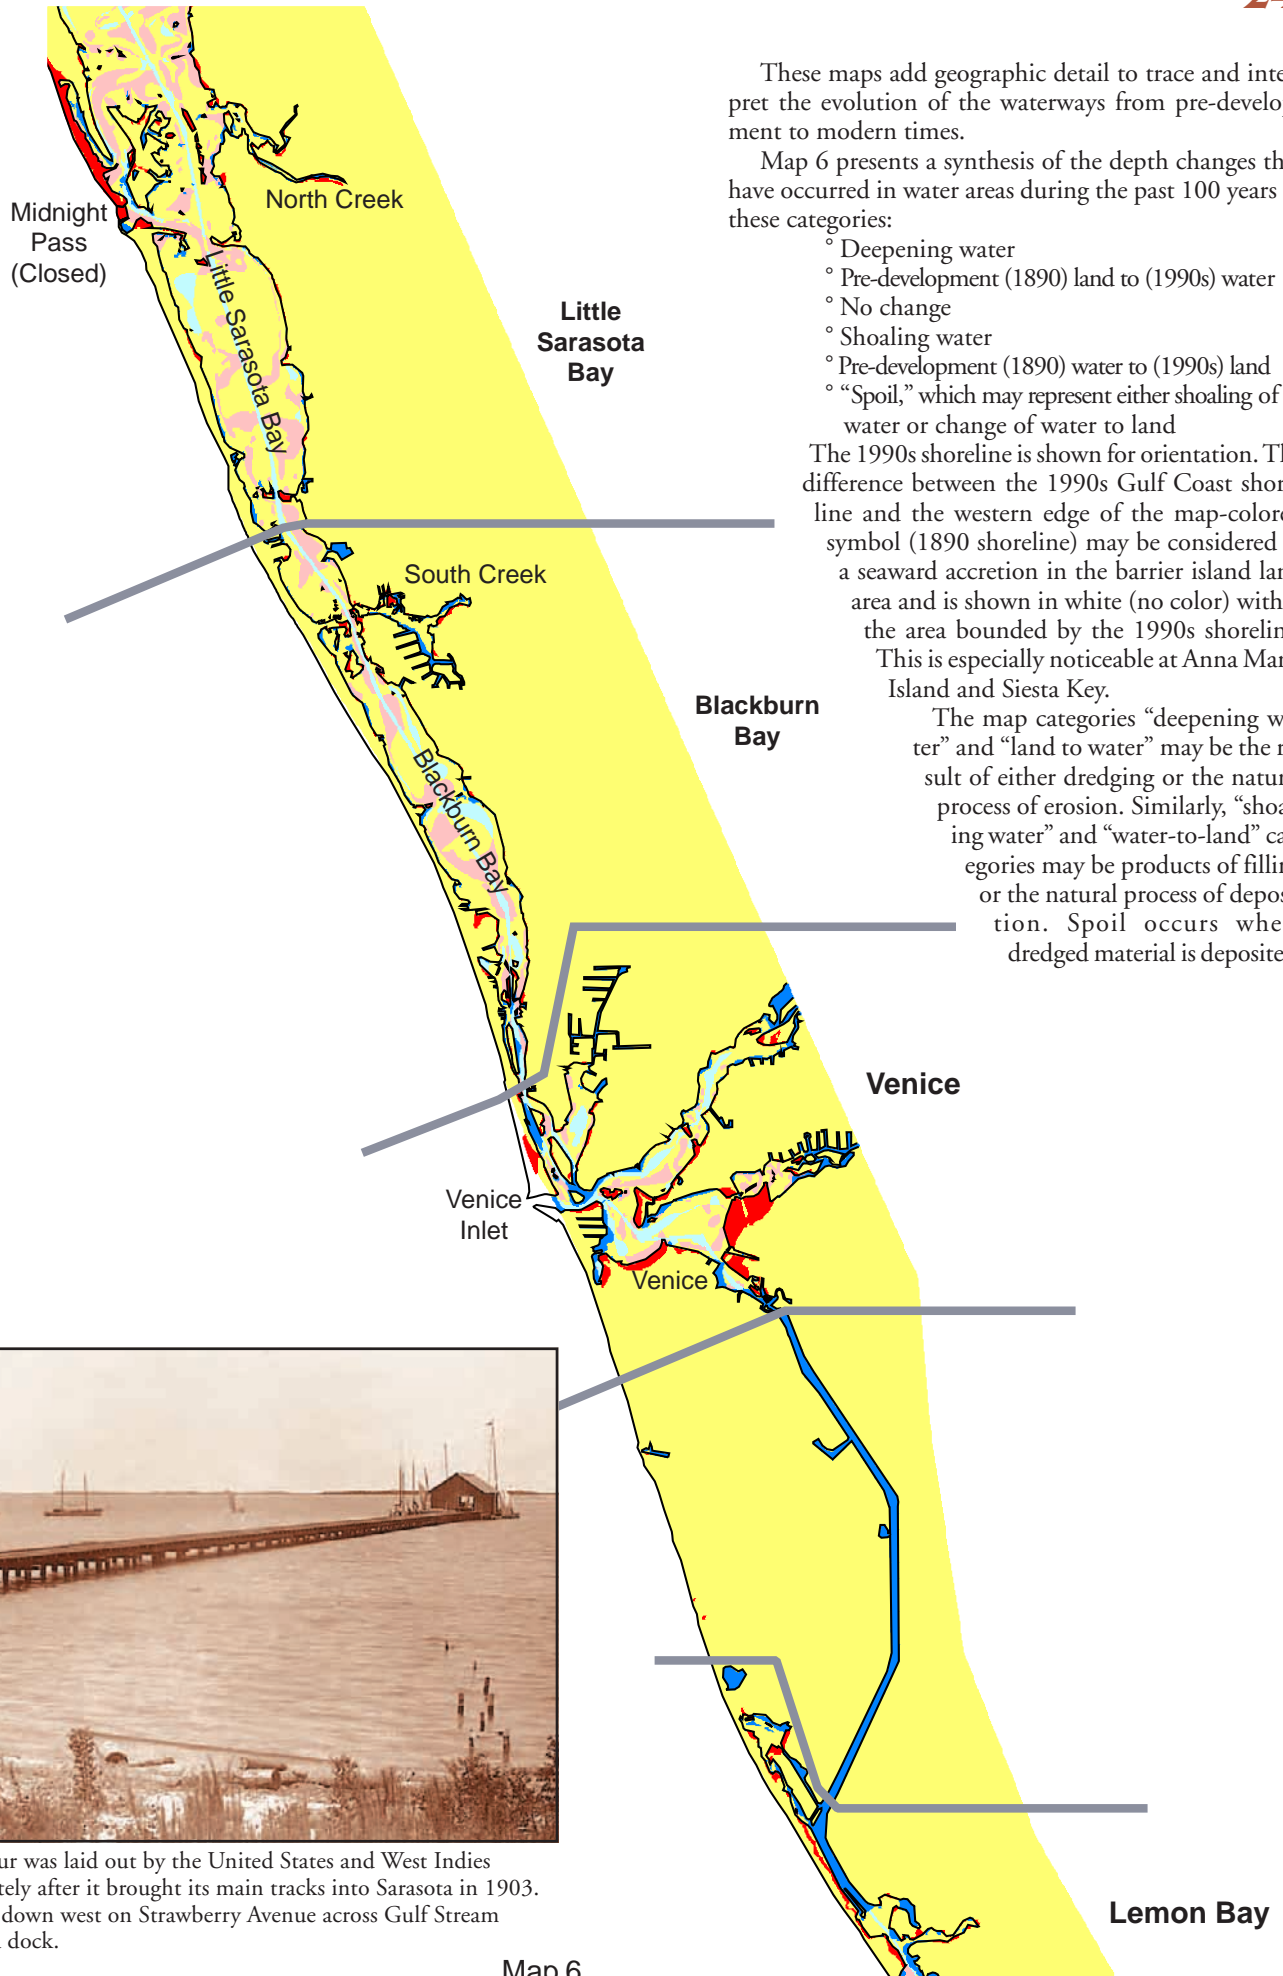 24
These maps add geographic detail to trace and inte
pret the evolution of the waterways from pre-develo
ment to modern times.
Map 6 presents a synthesis of the depth changes th
have occurred in water areas during the past 100 years
these categories:
° Deepening water
° Pre-development (1890) land to (1990s) water
° No change
° Shoaling water
° Pre-development (1890) water to (1990s) land
° “Spoil,” which may represent either shoaling of
water or change of water to land
The 1990s shoreline is shown for orientation. Th
difference between the 1990s Gulf Coast shor
line and the western edge of the map-colore
symbol (1890 shoreline) may be considered
a seaward accretion in the barrier island lan
area and is shown in white (no color) with
the area bounded by the 1990s shorelin
This is especially noticeable at Anna Mar
Island and Siesta Key.
The map categories “deepening w
ter” and “land to water” may be the r
sult of either dredging or the natur
process of erosion. Similarly, “shoa
ing water” and “water-to-land” ca
egories may be products of fillin
or the natural process of depos
tion. Spoil occurs whe
dredged material is deposite
North Creek
Midnight
Pass
(Closed)
Little Sarasota Bay
Little
Sarasota
Bay
South Creek
Blackburn
Bay
Blackburn Bay
Venice
Venice
Inlet
Venice
Lemon Bay
ur was laid out by the United States and West Indies
tely after it brought its main tracks into Sarasota in 1903.
down west on Strawberry Avenue across Gulf Stream
dock.
Map 6